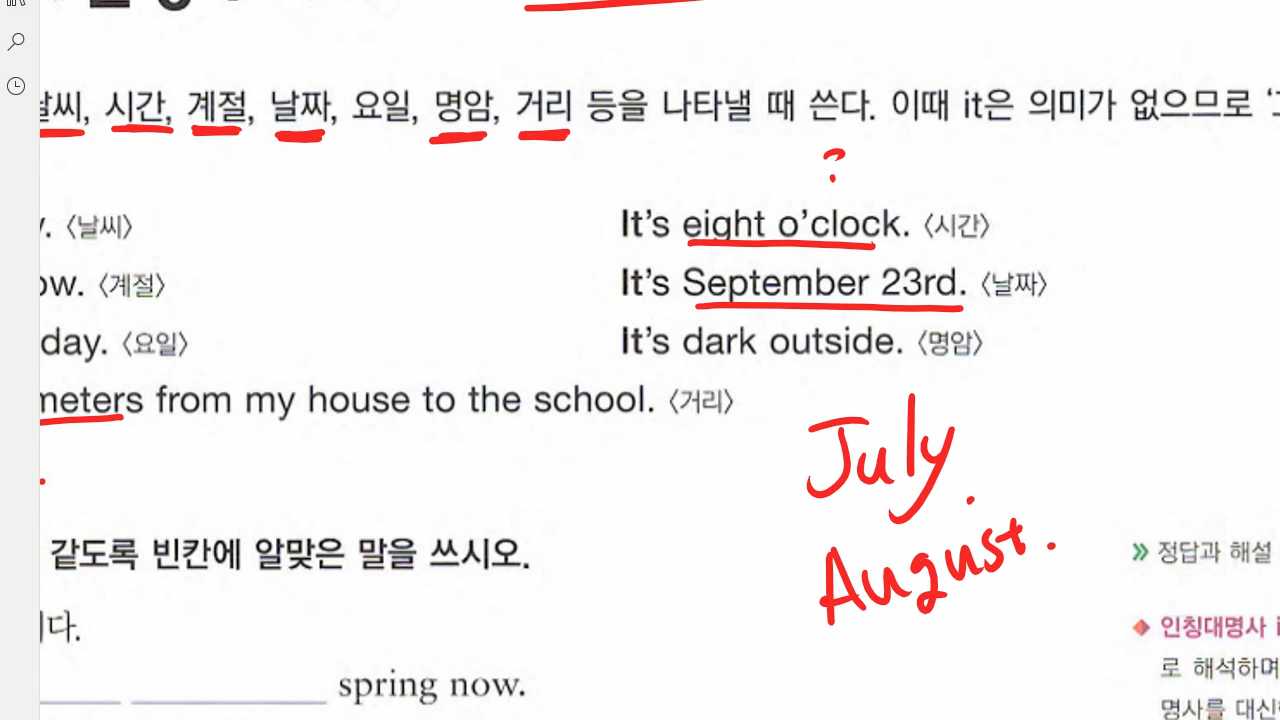 날씨, 시간, 계절, 날짜, 요일, 명암, 거리 등을 나타낼 때 쓴다. 이때 it은 의미가 없으므로
?
〈날씨〉 It's eight o'clock. 〈시간〉
〈계절〉 It's September 23rd. 〈날짜〉
day. 〈요일〉 It's dark outside. 〈명암〉
meters from my house to the school. 〈거리〉
July
August.
같도록 빈칸에 알맞은 말을 쓰시오.
» 정답과 해설
다.
인칭대명사
로 해석하며
spring now.
명사를